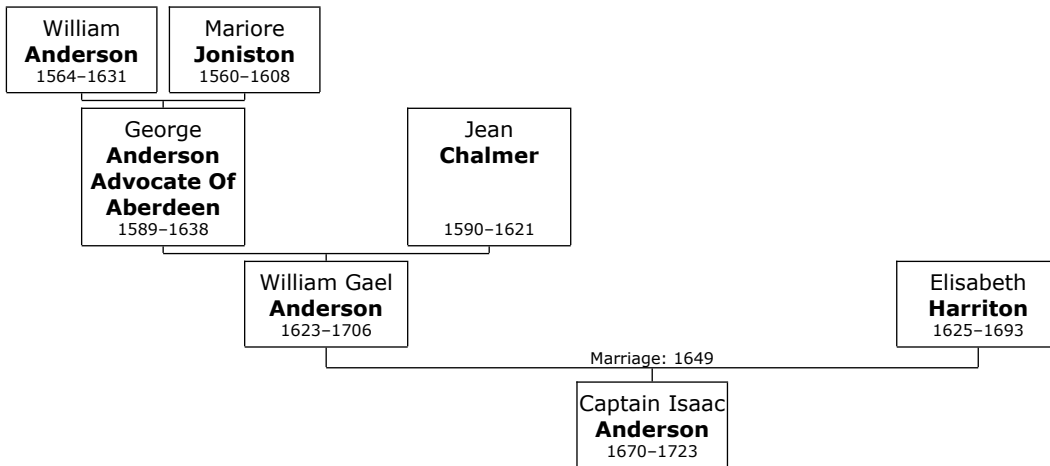 William
Anderson
1564–1631
Mariore
Joniston
1560–1608
George
Anderson
Advocate Of
Aberdeen
1589–1638
Jean
Chalmer
1590–1621
William Gael
Anderson
1623–1706
Elisabeth
Harriton
1625–1693
Marriage: 1649
Captain Isaac
Anderson
1670–1723